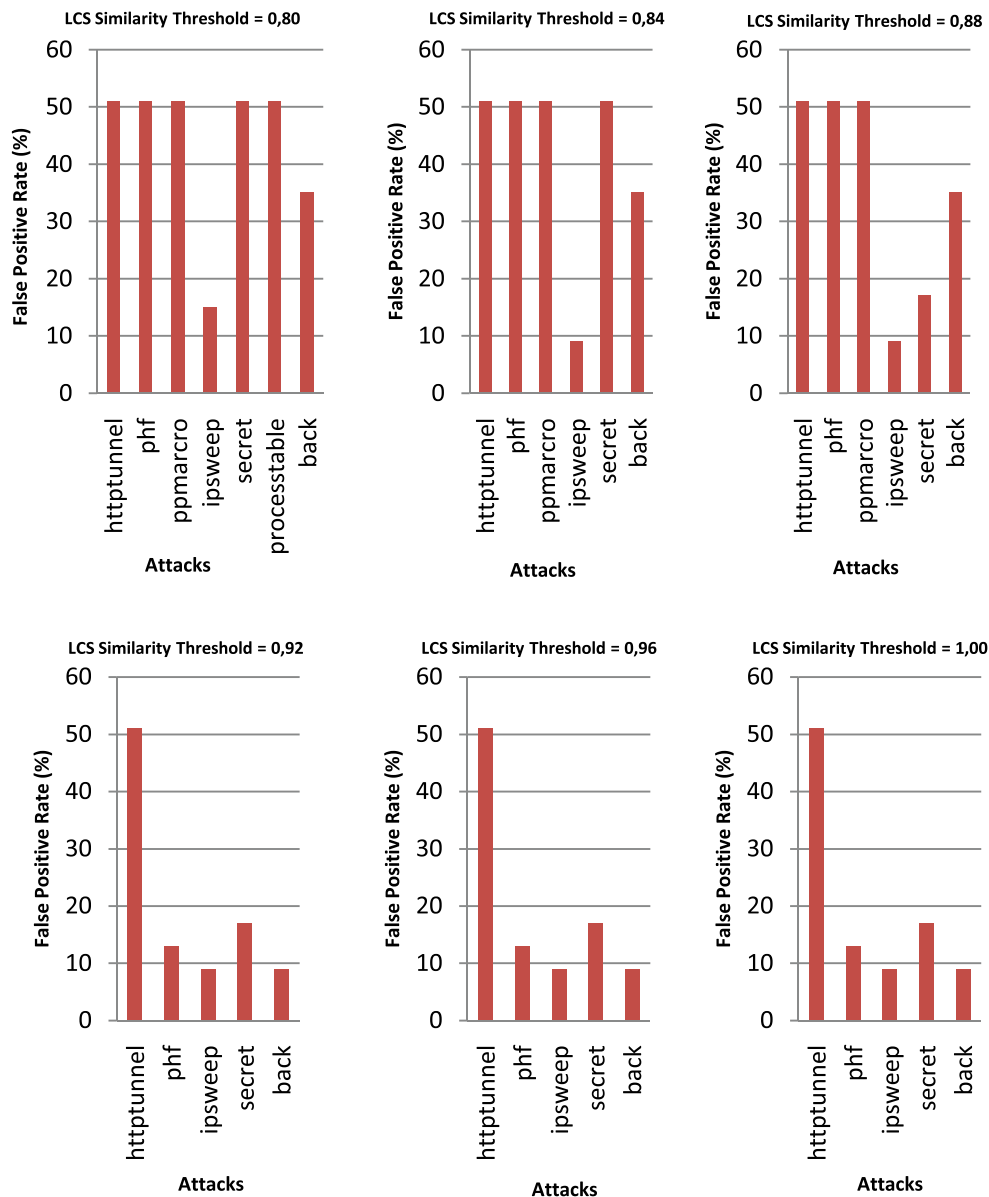 LCS Similarity Threshold = 0,80
False Positive Rate (%)
60
50
40
30
20
10
0
httptunnel
phf
ppmarcro
ipsweep
secret
processtable
back
Attacks
LCS Similarity Threshold = 0,84
False Positive Rate (%)
60
50
40
30
20
10
0
httptunnel
phf
ppmarcro
ipsweep
secret
back
Attacks
LCS Similarity Threshold = 0,88
False Positive Rate (%)
60
50
40
30
20
10
0
httptunnel
phf
ppmarcro
ipsweep
secret
back
Attacks
LCS Similarity Threshold = 0,92
False Positive Rate (%)
60
50
40
30
20
10
0
httptunnel
phf
ipsweep
secret
back
Attacks
LCS Similarity Threshold = 0,96
False Positive Rate (%)
60
50
40
30
20
10
0
httptunnel
phf
ipsweep
secret
back
Attacks
LCS Similarity Threshold = 1,00
False Positive Rate (%)
60
50
40
30
20
10
0
httptunnel
phf
ipsweep
secret
back
Attacks